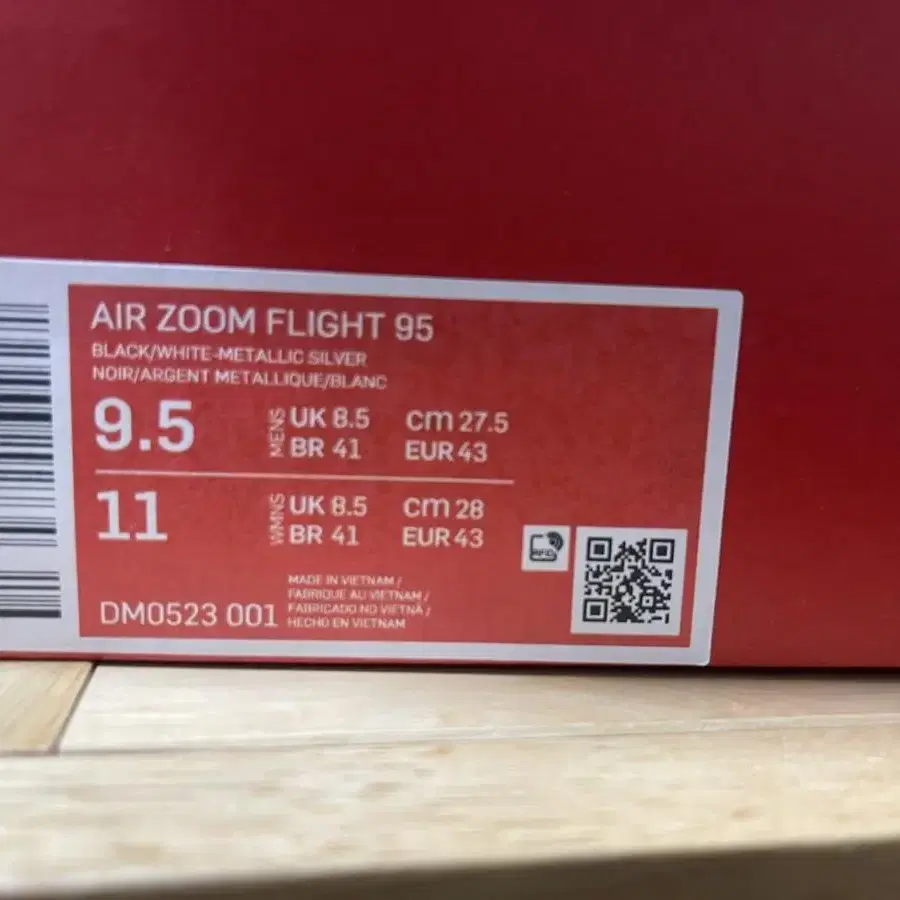 AIR ZOOM FLIGHT 95
BLACK/WHITE-METALLIC SILVER
NOIR/ARGENT METALLIQUE/BLANC
9.5 MENS UK 8.5 cm 27.5
BR 41 EUR 43
11 WMNS UK 8.5 cm 28
BR 41 EUR 43
RFID
MADE IN VIETNAM /
FABRIQUE AU VIETNAM /
FABRICADO NO VIETNÃ /
HECHO EN VIETNAM
DM0523 001